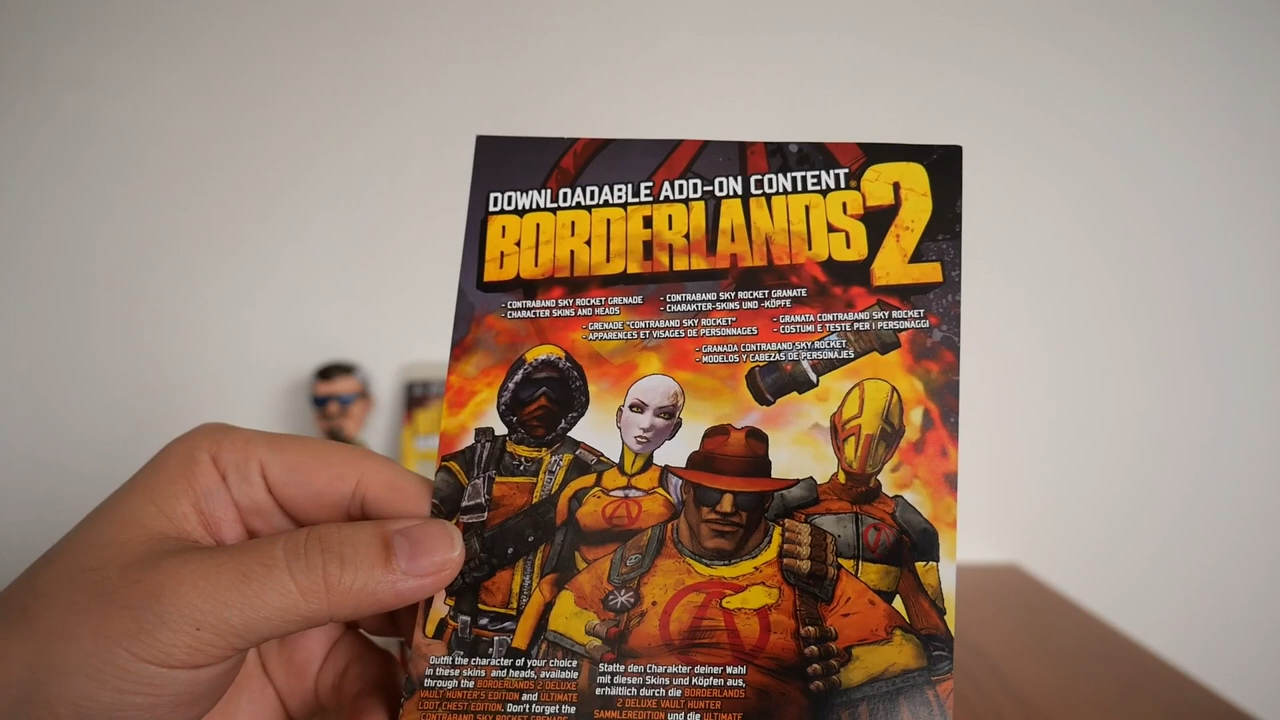 DOWNLOADABLE ADD-ON CONTENT
BORDERLANDS 2
- CONTRABAND SKY ROCKET GRENADE
- CHARACTER SKINS AND HEADS
- CONTRABAND SKY ROCKET GRANATE
- CHARAKTER-SKINS UND -KÖPFE
- GRENADE "CONTRABAND SKY ROCKET"
- APPARENCES ET VISAGES DE PERSONNAGES
- GRANATA CONTRABAND SKY ROCKET
- COSTUMI E TESTE PER I PERSONAGGI
- GRANADA CONTRABAND SKY ROCKET
- MODELOS Y CABEZAS DE PERSONAJES
Outfit the character of your choice
in these skins and heads, available
through the BORDERLANDS 2 DELUXE
VAULT HUNTER'S EDITION and ULTIMATE
LOOT CHEST EDITION. Don't forget the
CONTRABAND SKY ROCKET GRENADE
Statte den Charakter deiner Wahl
mit diesen Skins und Köpfen aus,
erhältlich durch die BORDERLANDS
2 DELUXE VAULT HUNTER
SAMMLEREDITION und die ULTIMATE